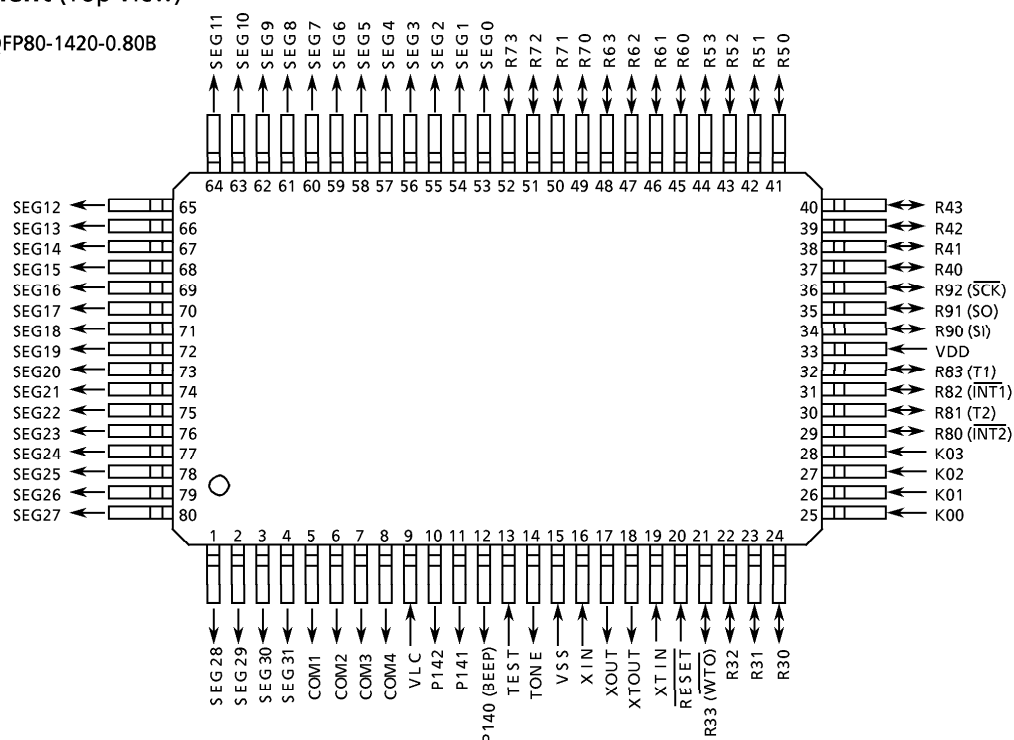 (Top View)
QFP80-1420-0.80B
SEG11 SEG10 SEG9 SEG8 SEG7 SEG6 SEG5 SEG4 SEG3 SEG2 SEG1 SEG0 R73 R72 R71 R70 R63 R62 R61 R60 R53 R52 R51 R50
64 63 62 61 60 59 58 57 56 55 54 53 52 51 50 49 48 47 46 45 44 43 42 41
SEG12 65 40 R43
SEG13 66 39 R42
SEG14 67 38 R41
SEG15 68 37 R40
SEG16 69 36 R92 (S̅C̅K̅)
SEG17 70 35 R91 (SO)
SEG18 71 34 R90 (SI)
SEG19 72 33 VDD
SEG20 73 32 R83 (T1)
SEG21 74 31 R82 (I̅N̅T̅1)
SEG22 75 30 R81 (T2)
SEG23 76 29 R80 (I̅N̅T̅2̅)
SEG24 77 28 K03
SEG25 78 27 K02
SEG26 79 26 K01
SEG27 80 25 K00
1 2 3 4 5 6 7 8 9 10 11 12 13 14 15 16 17 18 19 20 21 22 23 24
SEG28 SEG29 SEG30 SEG31 COM1 COM2 COM3 COM4 VLC P142 P141 P140 (BEEP) TEST TONE VSS XIN XOUT XTOUT XTIN R̅E̅S̅E̅T̅ R33 (W̅T̅O̅) R32 R31 R30